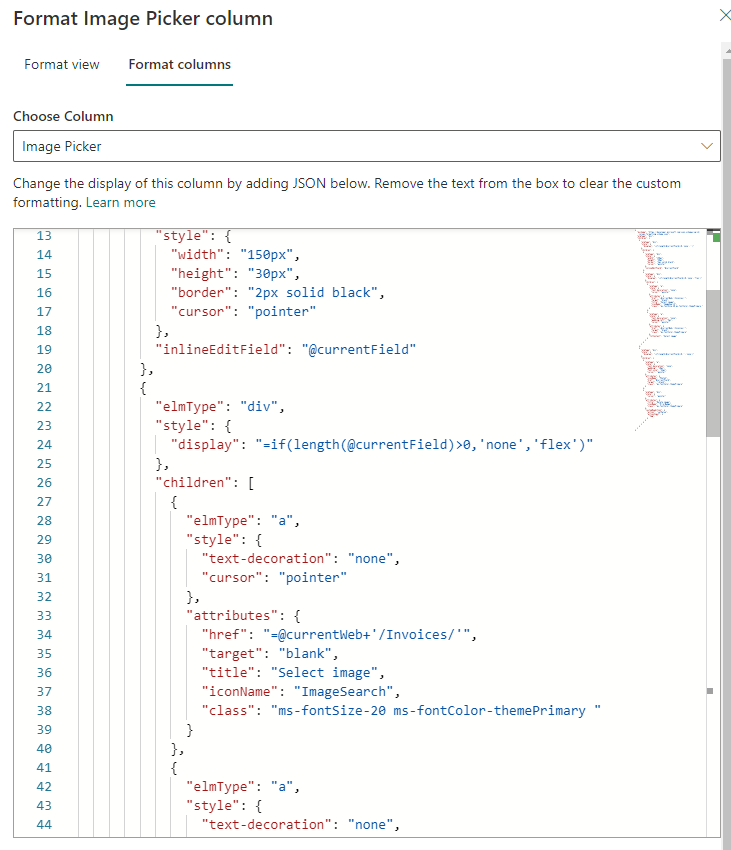 Format Image Picker column
Format view
Format columns
Choose Column
Image Picker
Change the display of this column by adding JSON below. Remove the text from the box to clear the custom
formatting. Learn more
13 "style": {
14 "width": "150px",
15 "height": "30px",
16 "border": "2px solid black",
17 "cursor": "pointer"
18 },
19 "inlineEditField": "@currentField"
20 },
21 {
22 "elmType": "div",
23 "style": {
24 "display": "=if(length(@currentField)>0,'none','flex')"
25 },
26 "children": [
27 {
28 "elmType": "a",
29 "style": {
30 "text-decoration": "none",
31 "cursor": "pointer"
32 },
33 "attributes": {
34 "href": "=@currentWeb+'/Invoices/'",
35 "target": "blank",
36 "title": "Select image",
37 "iconName": "ImageSearch",
38 "class": "ms-fontSize-20 ms-fontColor-themePrimary "
39 }
40 },
41 {
42 "elmType": "a",
43 "style": {
44 "text-decoration": "none",